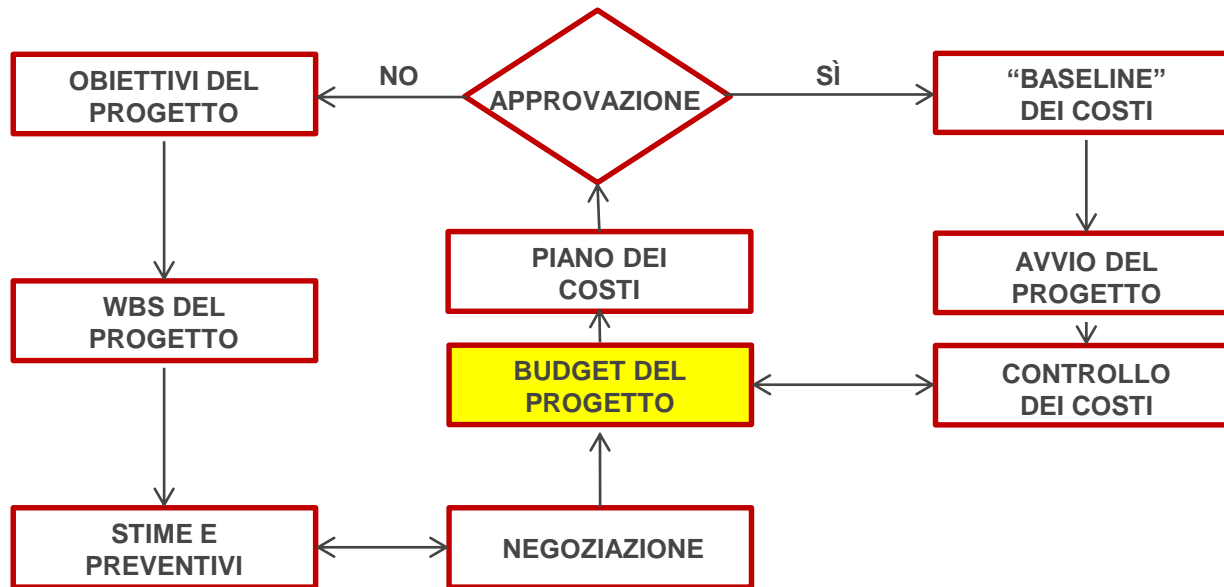 OBIETTIVI DEL
PROGETTO
NO
APPROVAZIONE
SÌ
“BASELINE”
DEI COSTI
WBS DEL
PROGETTO
PIANO DEI
COSTI
AVVIO DEL
PROGETTO
BUDGET DEL
PROGETTO
CONTROLLO
DEI COSTI
STIME E
PREVENTIVI
NEGOZIAZIONE